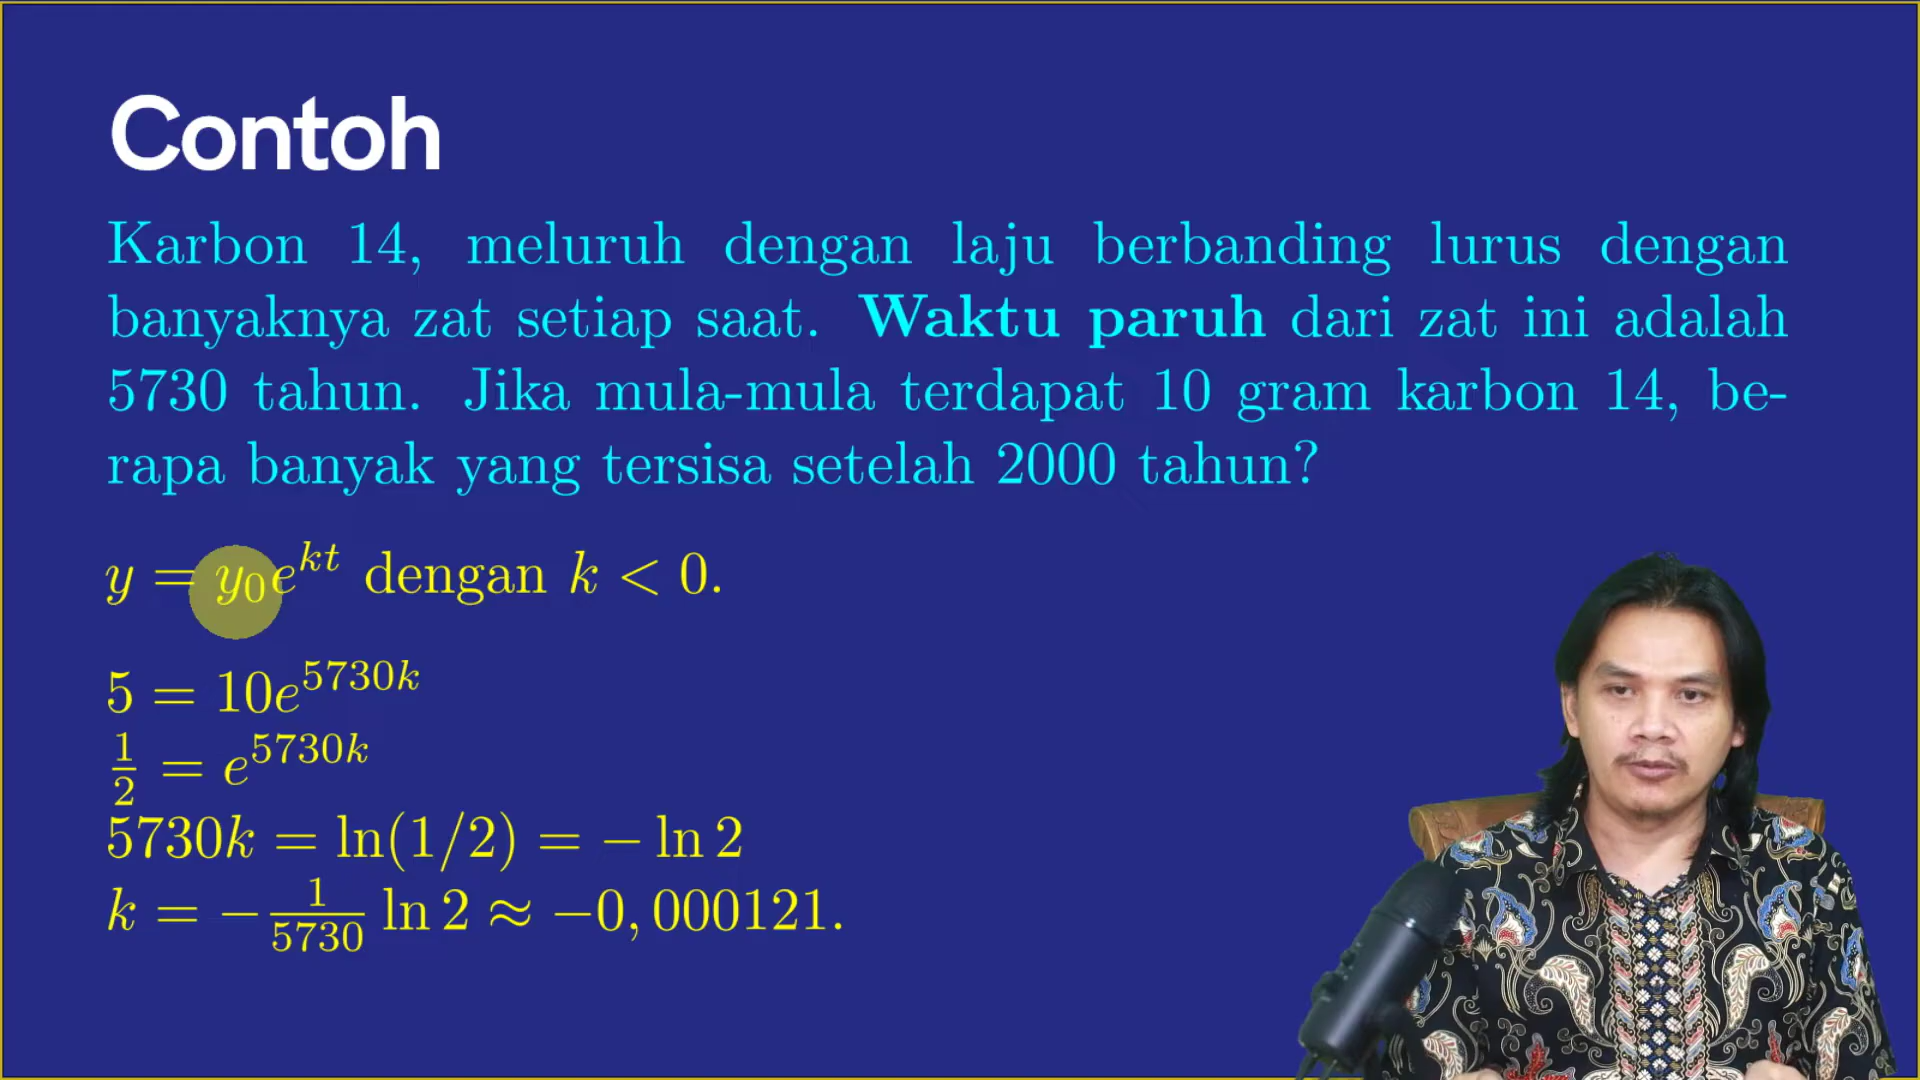 Contoh
Karbon 14, meluruh dengan laju berbanding lurus dengan
banyaknya zat setiap saat. Waktu paruh dari zat ini adalah
5730 tahun. Jika mula-mula terdapat 10 gram karbon 14, be-
rapa banyak yang tersisa setelah 2000 tahun?
y = y₀e^{kt} dengan k < 0.
5 = 10e^{5730k}
\frac{1}{2} = e^{5730k}
5730k = ln(1/2) = − ln 2
k = −\frac{1}{5730} ln 2 ≈ −0, 000121.